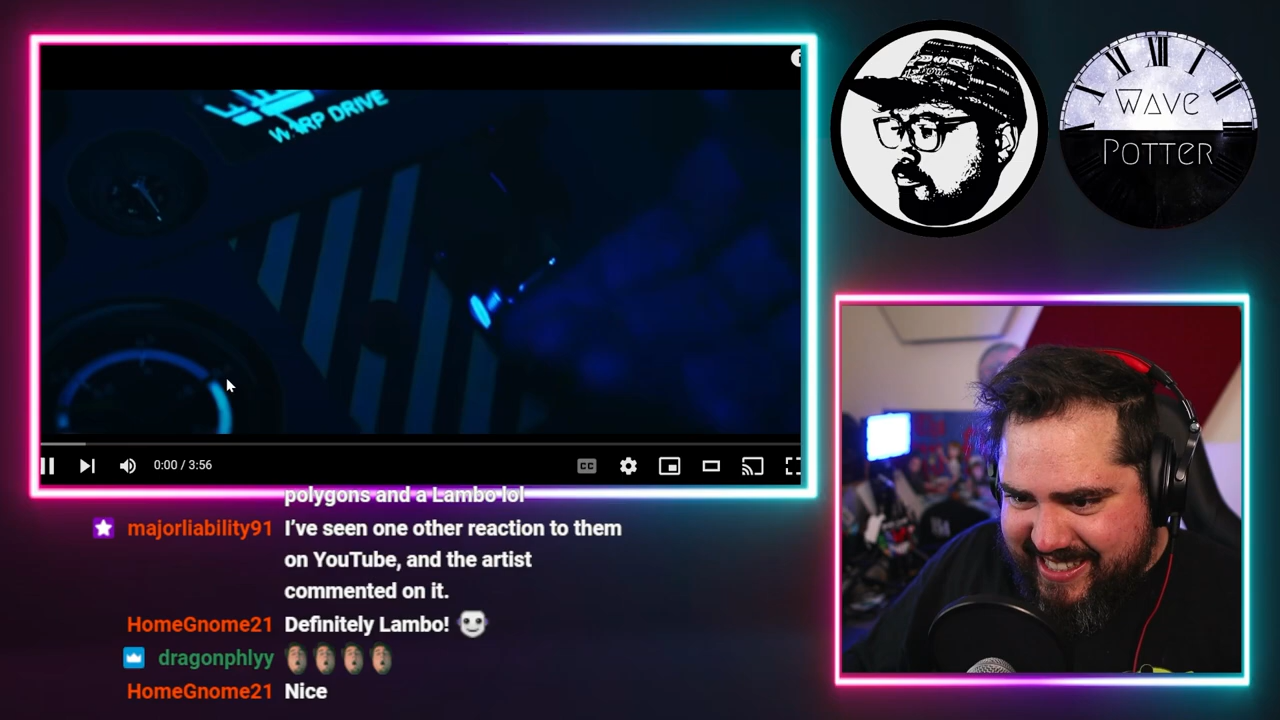 WARP DRIVE
WAVE
POTTER
0:00 / 3:56
CC
polygons and a Lambo lol
majorliability91 I've seen one other reaction to them
on YouTube, and the artist
commented on it.
HomeGnome21 Definitely Lambo!
dragonphlyy
HomeGnome21 Nice